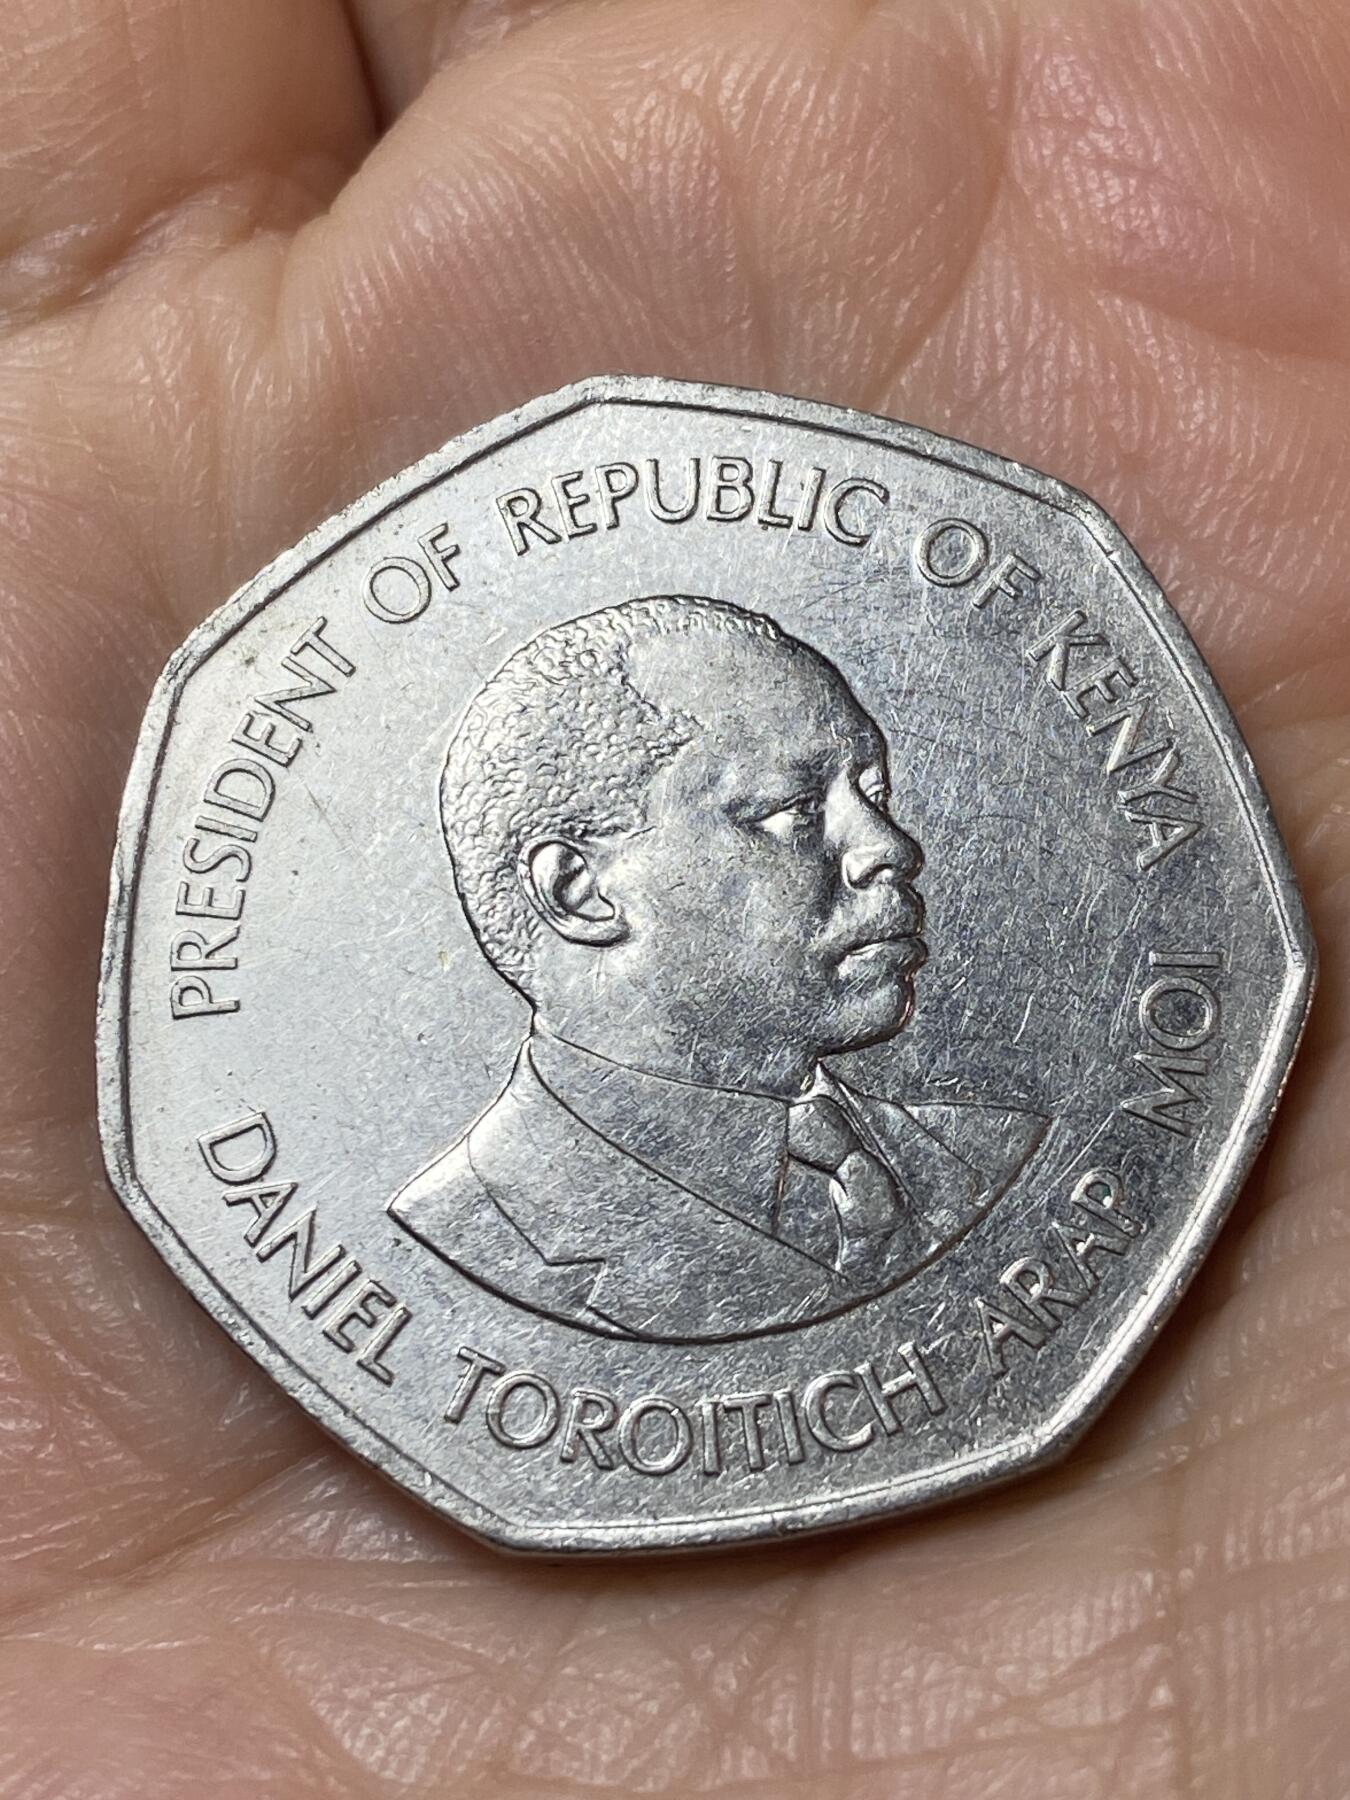 PRESIDENT OF REPUBLIC OF KENYA
DANIEL TOROITICH ARAP MOI